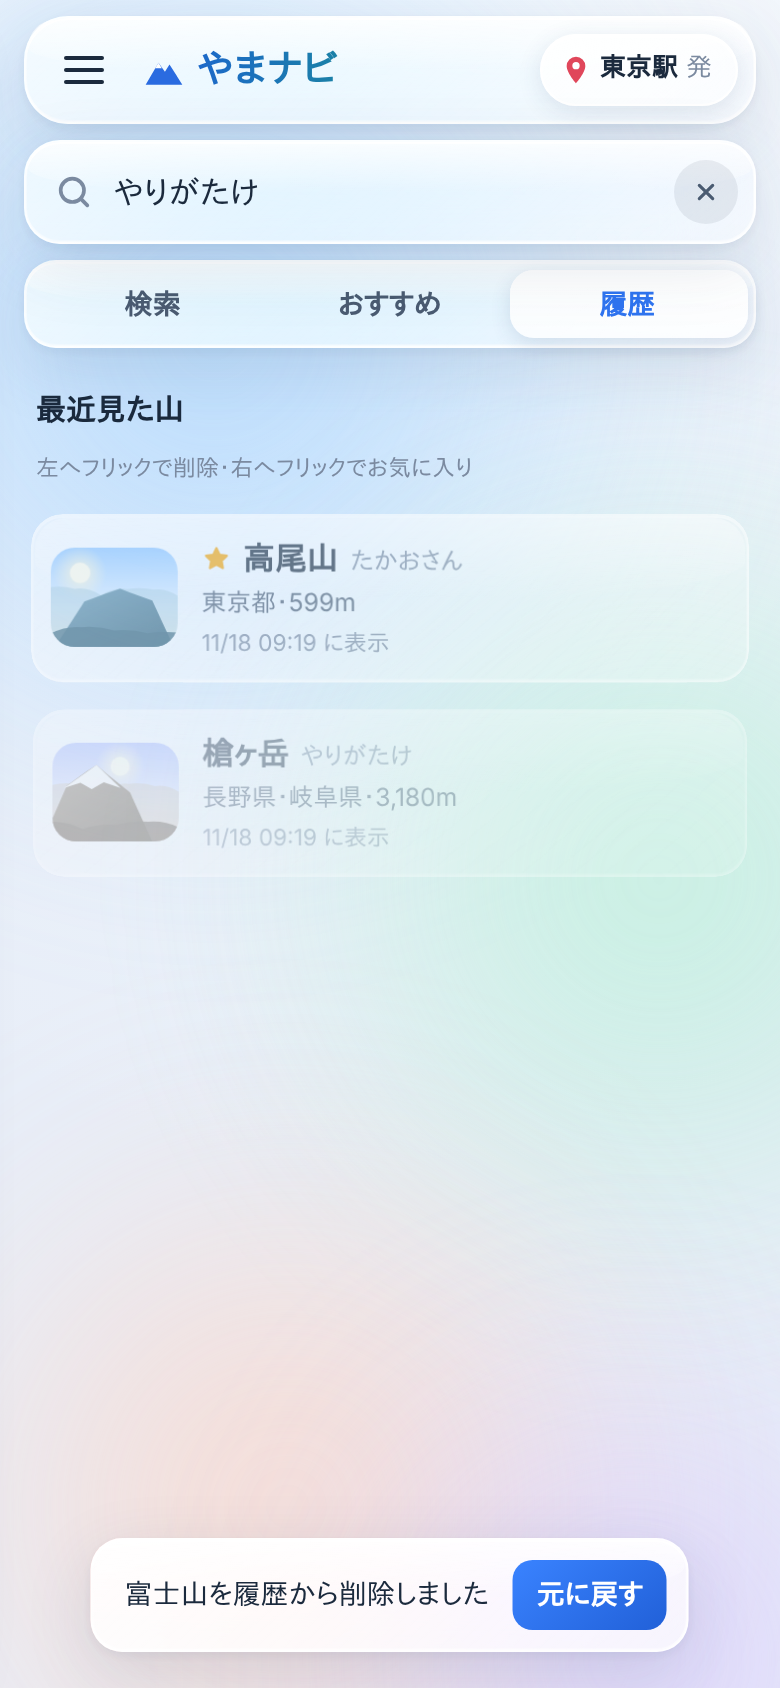 やまナビ
東京駅 発
やりがたけ
検索 おすすめ 履歴
最近見た山
左へフリックで削除·右へフリックでお気に入り
高尾山 たかおさん
東京都·599m
11/18 09:19 に表示
槍ヶ岳 やりがたけ
長野県·岐阜県·3,180m
11/18 09:19 に表示
富士山を履歴から削除しました 元に戻す